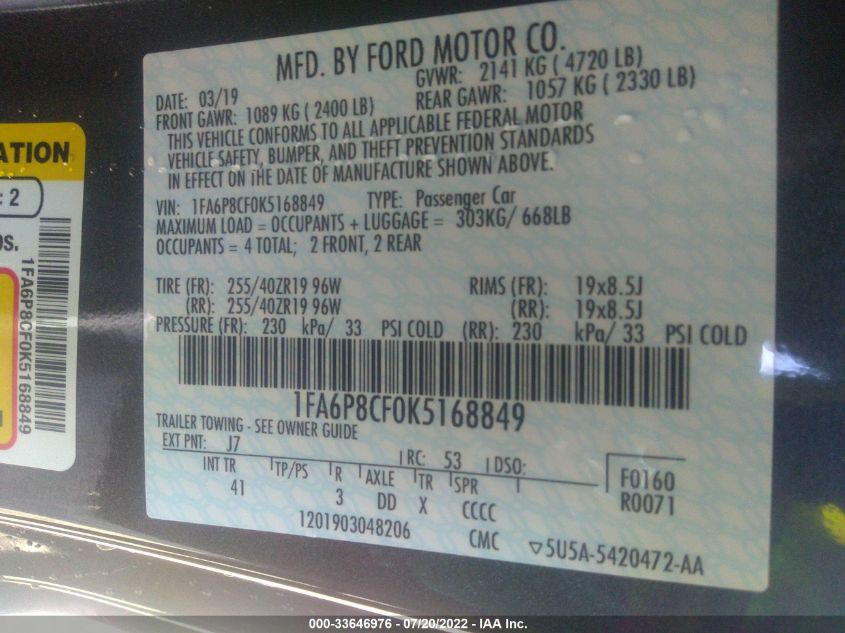 MFD. BY FORD MOTOR CO.
DATE: 03/19
GVWR: 2141 KG ( 4720 LB)
FRONT GAWR: 1089 KG ( 2400 LB)
REAR GAWR: 1057 KG ( 2330 LB)
THIS VEHICLE CONFORMS TO ALL APPLICABLE FEDERAL MOTOR
VEHICLE SAFETY, BUMPER, AND THEFT PREVENTION STANDARDS
IN EFFECT ON THE DATE OF MANUFACTURE SHOWN ABOVE.
VIN: 1FA6P8CF0K5168849 TYPE: Passenger Car
MAXIMUM LOAD = OCCUPANTS + LUGGAGE = 303KG/ 668LB
OCCUPANTS = 4 TOTAL; 2 FRONT, 2 REAR
TIRE (FR): 255/40ZR19 96W RIMS (FR): 19x8.5J
(RR): 255/40ZR19 96W (RR): 19x8.5J
PRESSURE (FR): 230 kPa/ 33 PSI COLD (RR): 230 kPa/ 33 PSI COLD
1FA6P8CF0K5168849
TRAILER TOWING - SEE OWNER GUIDE
EXT PNT: J7 RC: 53 DSO:
INT TR TP/PS R AXLE TR SPR
41 3 DD X CCCC
F0160
R0071
1201903048206 CMC ▽5U5A-5420472-AA
ATION
: 2
OS.
1FA6P8CF0K5168849
000-33646976 - 07/20/2022 - IAA Inc.